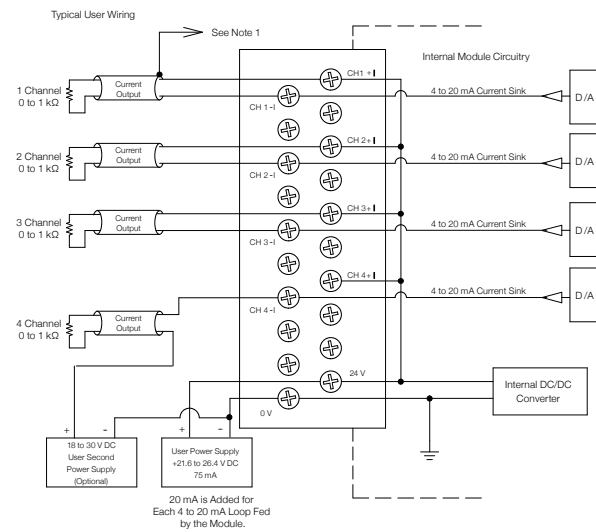 Typical User Wiring
See Note 1
Internal Module Circuitry
1 Channel
0 to 1 kΩ
Current
Output
CH1 +I
CH 1 -I
4 to 20 mA Current Sink
D/A
2 Channel
0 to 1 kΩ
Current
Output
CH 2+I
CH 2 -I
4 to 20 mA Current Sink
D/A
3 Channel
0 to 1 kΩ
Current
Output
CH 3+I
CH 3 -I
4 to 20 mA Current Sink
D/A
4 Channel
0 to 1 kΩ
Current
Output
CH 4+I
CH 4 -I
4 to 20 mA Current Sink
D/A
24 V
0 V
Internal DC/DC
Converter
+ -
18 to 30 V DC
User Second
Power Supply
(Optional)
+ -
User Power Supply
+21.6 to 26.4 V DC
75 mA
20 mA is Added for
Each 4 to 20 mA Loop Fed
by the Module.